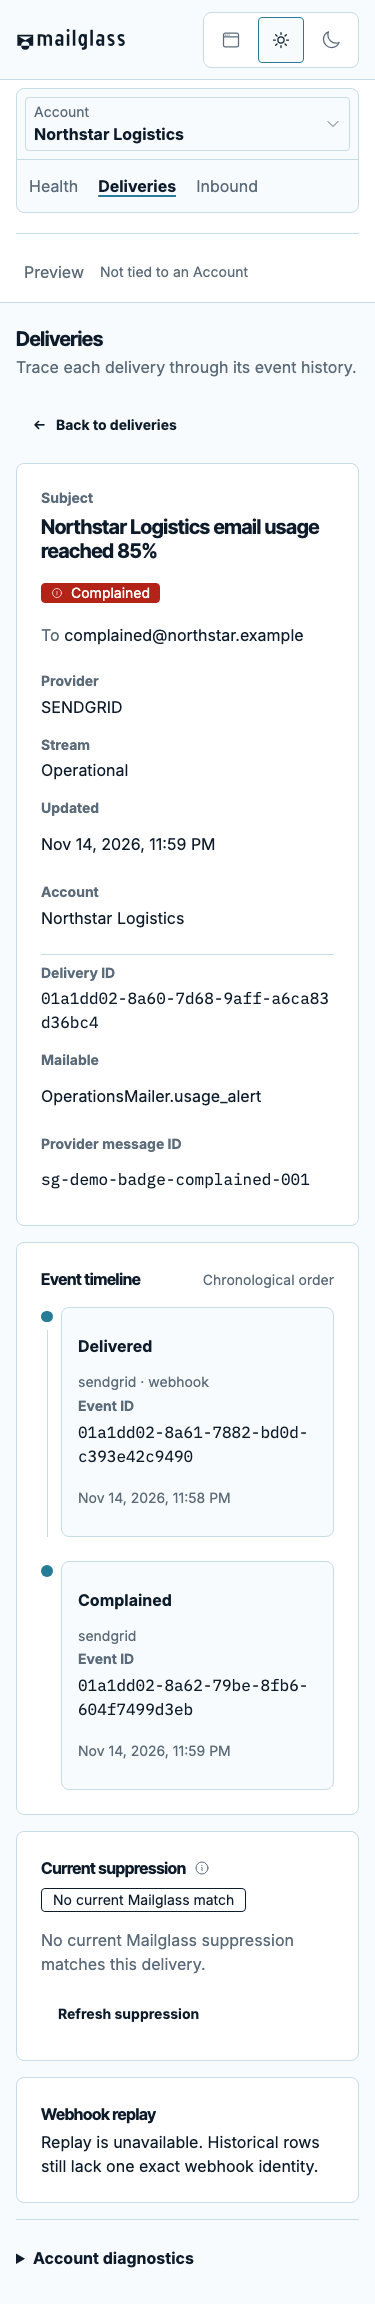 mailglass
Account
Northstar Logistics
Health Deliveries Inbound
Preview Not tied to an Account
Deliveries
Trace each delivery through its event history.
← Back to deliveries
Subject
Northstar Logistics email usage
reached 85%
Complained
To complained@northstar.example
Provider
SENDGRID
Stream
Operational
Updated
Nov 14, 2026, 11:59 PM
Account
Northstar Logistics
Delivery ID
01a1dd02-8a60-7d68-9aff-a6ca83
d36bc4
Mailable
OperationsMailer.usage_alert
Provider message ID
sg-demo-badge-complained-001
Event timeline Chronological order
Delivered
sendgrid · webhook
Event ID
01a1dd02-8a61-7882-bd0d-
c393e42c9490
Nov 14, 2026, 11:58 PM
Complained
sendgrid
Event ID
01a1dd02-8a62-79be-8fb6-
604f7499d3eb
Nov 14, 2026, 11:59 PM
Current suppression
No current Mailglass match
No current Mailglass suppression
matches this delivery.
Refresh suppression
Webhook replay
Replay is unavailable. Historical rows
still lack one exact webhook identity.
Account diagnostics